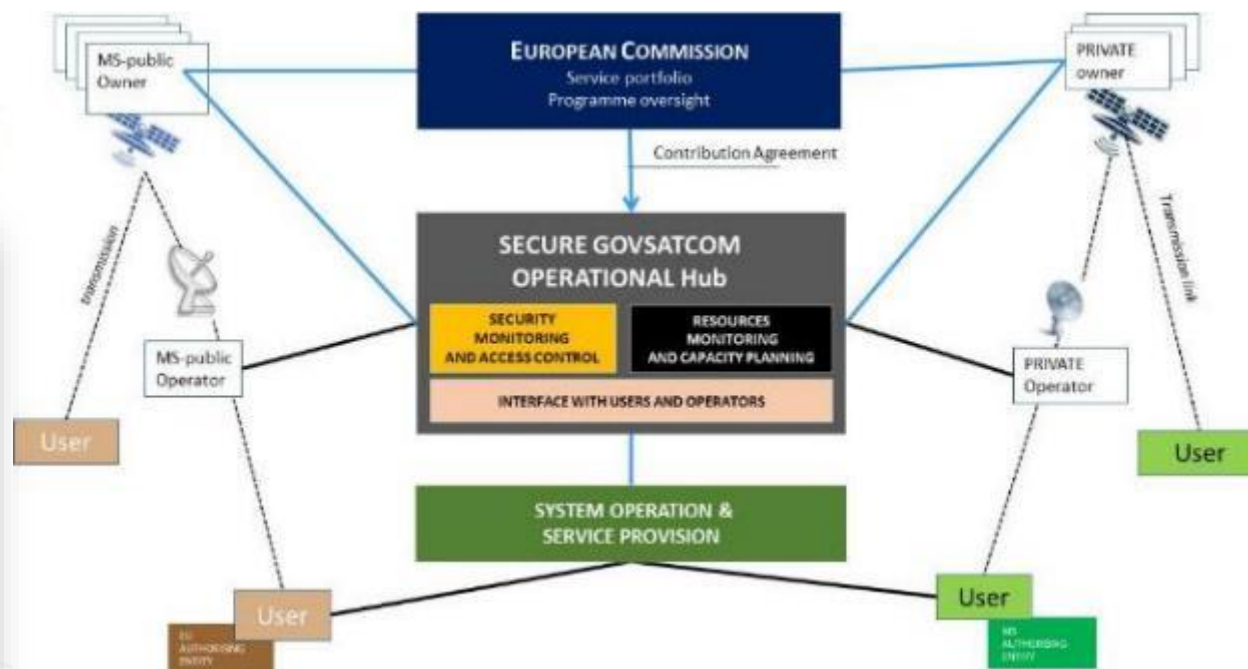 MS-public
Owner
EUROPEAN COMMISSION
Service portfolio
Programme oversight
PRIVATE
owner
Contribution Agreement
transmission
Transmission link
SECURE GOVSATCOM
OPERATIONAL Hub
SECURITY
MONITORING
AND ACCESS CONTROL
RESOURCES
MONITORING
AND CAPACITY PLANNING
INTERFACE WITH USERS AND OPERATORS
MS-public
Operator
PRIVATE
Operator
User
User
SYSTEM OPERATION &
SERVICE PROVISION
User
User
EU
AUTHORISING
ENTITY
MS
AUTHORISING
ENTITY